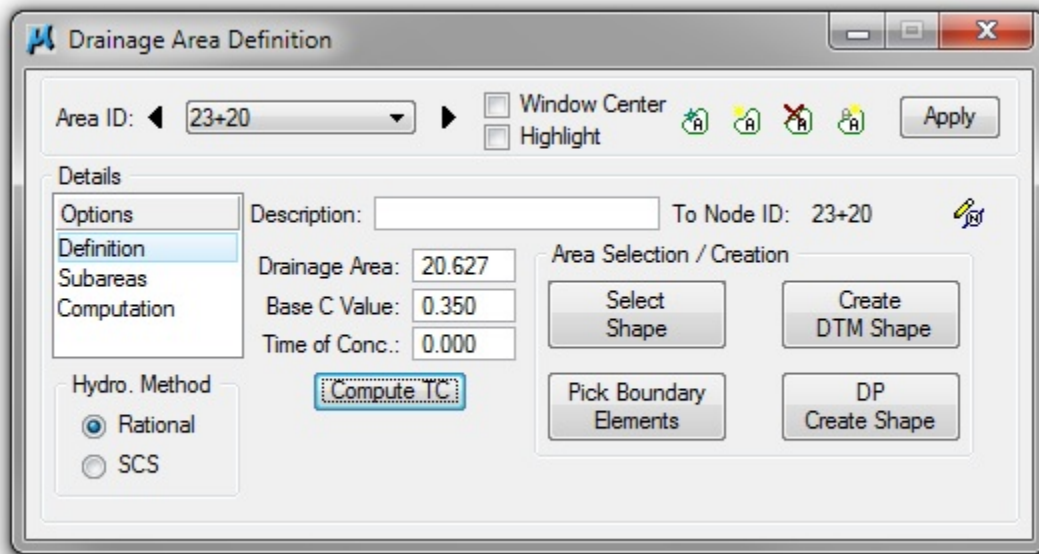 Drainage Area Definition
Area ID: 23+20 Window Center
Highlight
Apply
Details
Options
Definition
Subareas
Computation
Description: To Node ID: 23+20
Drainage Area: 20.627
Base C Value: 0.350
Time of Conc.: 0.000
Compute TC
Area Selection / Creation
Select
Shape
Create
DTM Shape
Pick Boundary
Elements
DP
Create Shape
Hydro. Method
Rational
SCS